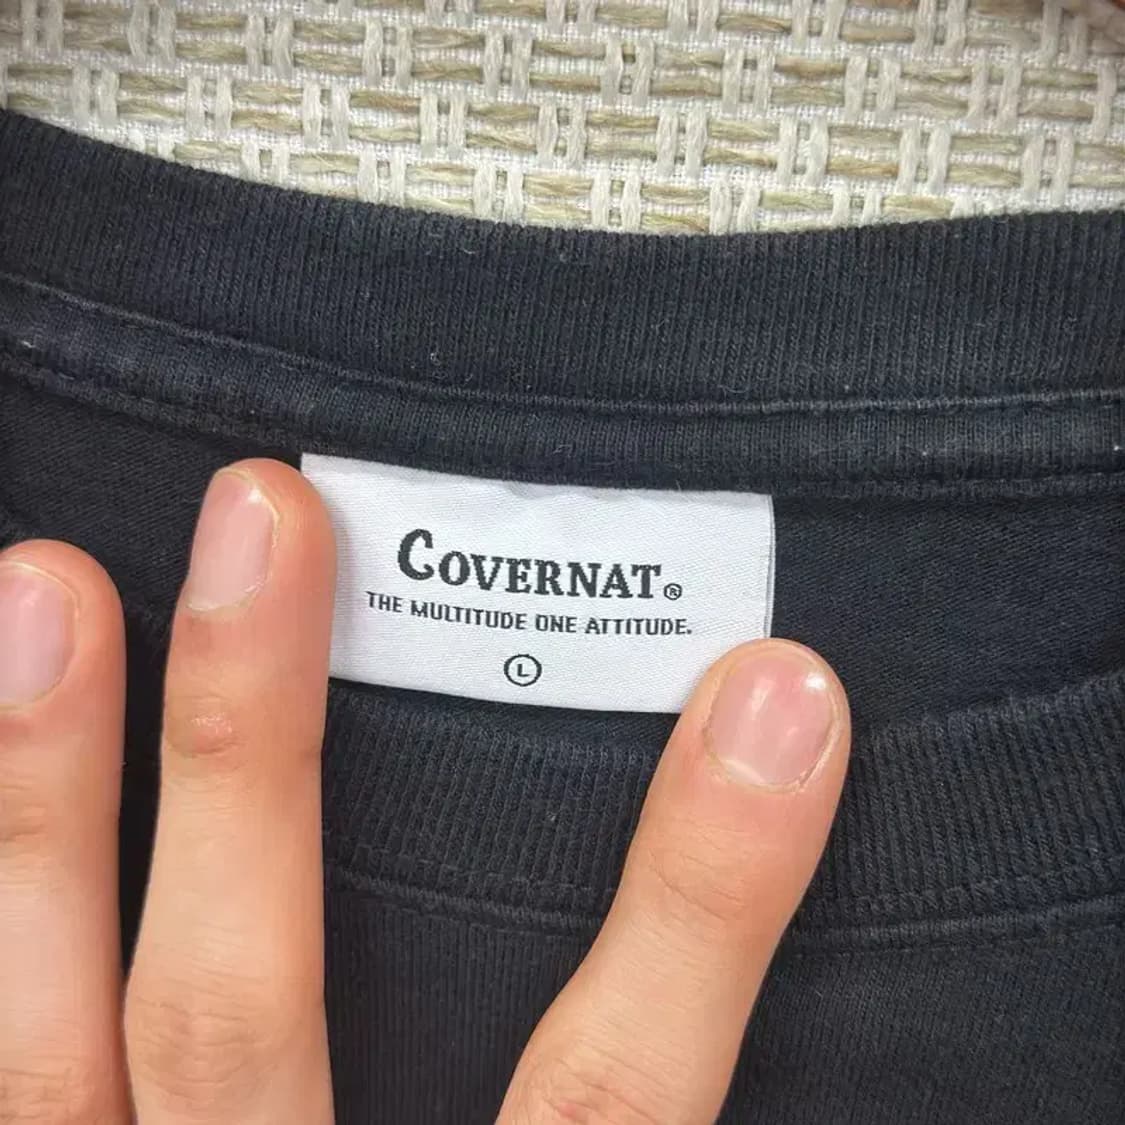 COVERNAT®
THE MULTITUDE ONE ATTITUDE.
L